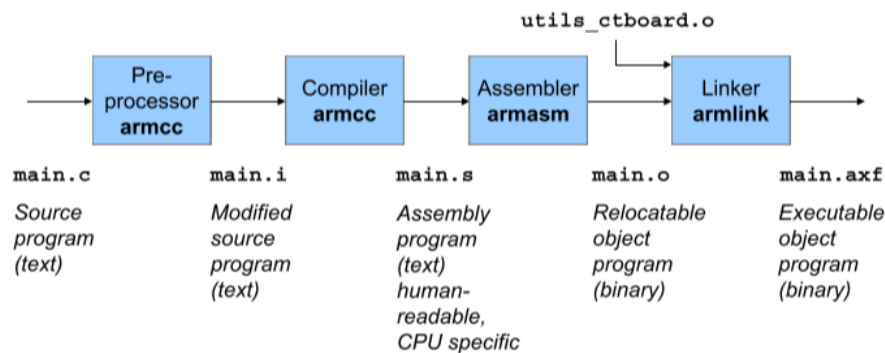 utils_ctboard.o
Pre-
processor
armcc
Compiler
armcc
Assembler
armasm
Linker
armlink
main.c
Source
program
(text)
main.i
Modified
source
program
(text)
main.s
Assembly
program
(text)
human-
readable,
CPU specific
main.o
Relocatable
object
program
(binary)
main.axf
Executable
object
program
(binary)